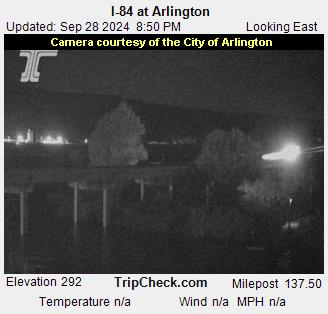 I-84 at Arlington
Updated: Sep 28 2024 8:50 PM Looking East
Camera courtesy of the City of Arlington
Elevation 292 TripCheck.com Milepost 137.50
Temperature n/a Wind n/a MPH n/a